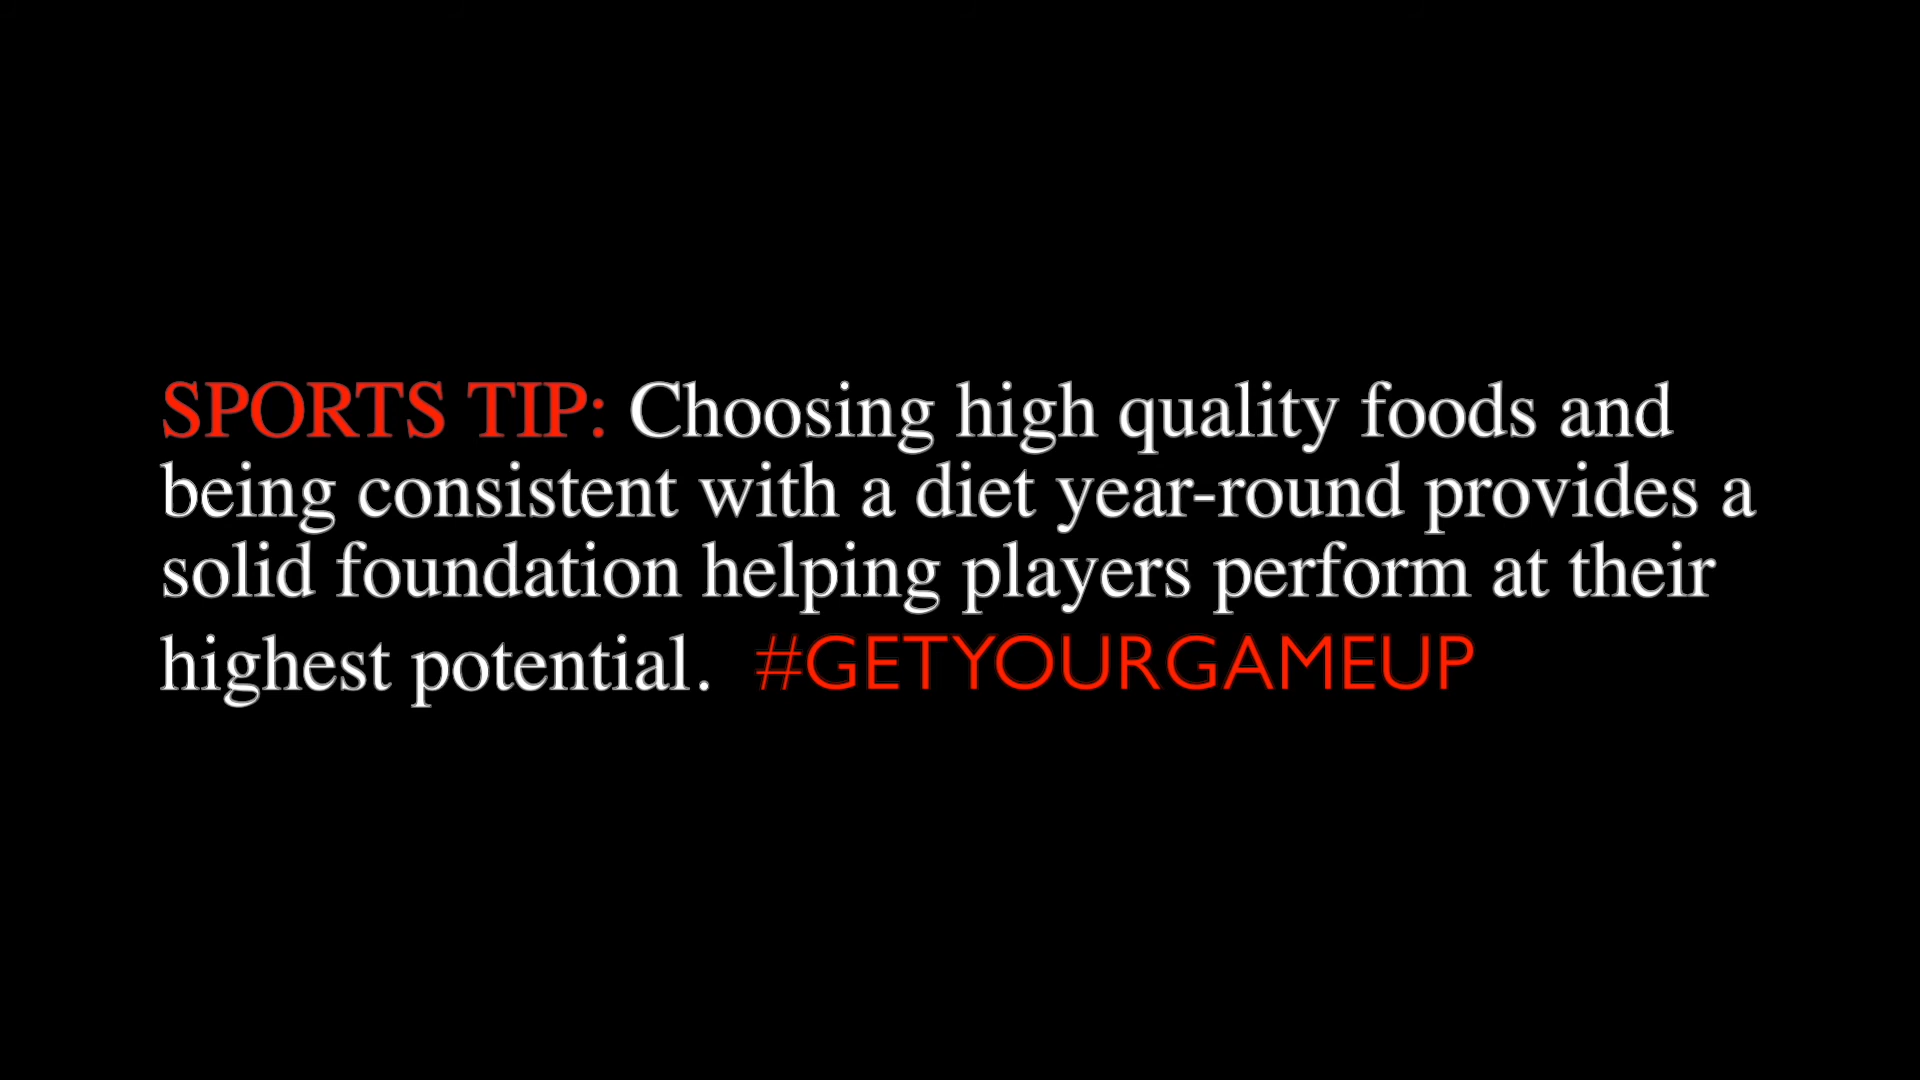 SPORTS TIP: Choosing high quality foods and
being consistent with a diet year-round provides a
solid foundation helping players perform at their
highest potential. #GETYOURGAMEUP